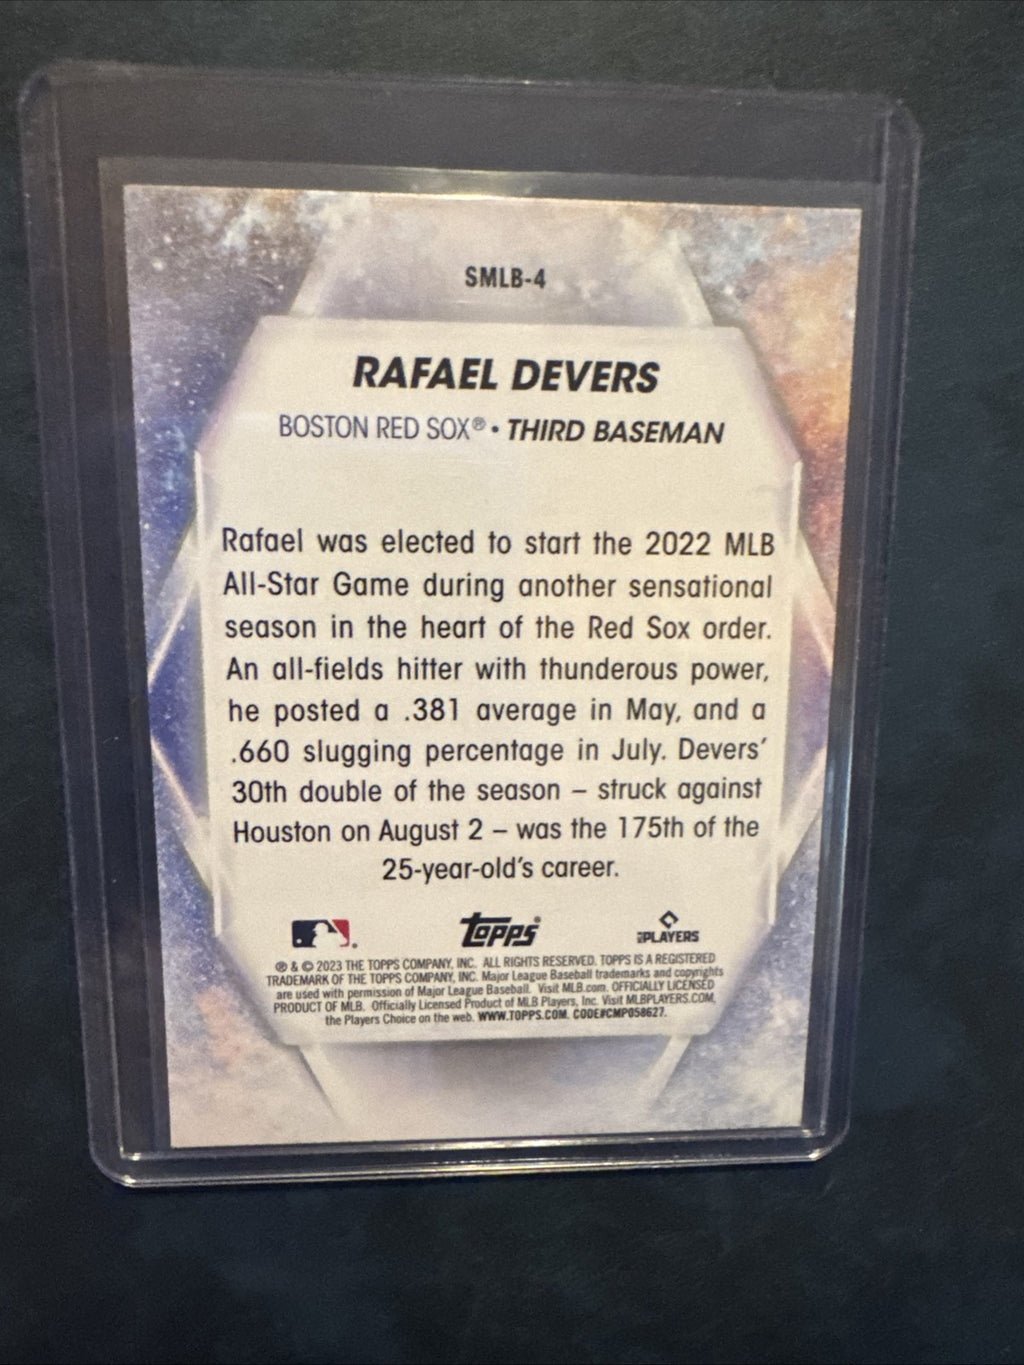 SMLB-4
RAFAEL DEVERS
BOSTON RED SOX® • THIRD BASEMAN
Rafael was elected to start the 2022 MLB
All-Star Game during another sensational
season in the heart of the Red Sox order.
An all-fields hitter with thunderous power,
he posted a .381 average in May, and a
.660 slugging percentage in July. Devers’
30th double of the season – struck against
Houston on August 2 – was the 175th of the
25-year-old’s career.
topps® PLAYERS
® & © 2023 THE TOPPS COMPANY, INC. ALL RIGHTS RESERVED. TOPPS IS A REGISTERED
TRADEMARK OF THE TOPPS COMPANY, INC. Major League Baseball trademarks and copyrights
are used with permission of Major League Baseball. Visit MLB.com. OFFICIALLY LICENSED
PRODUCT OF MLB. Officially Licensed Product of MLB Players, Inc. Visit MLBPLAYERS.COM,
the Players Choice on the web. WWW.TOPPS.COM. CODE#CMP058627.